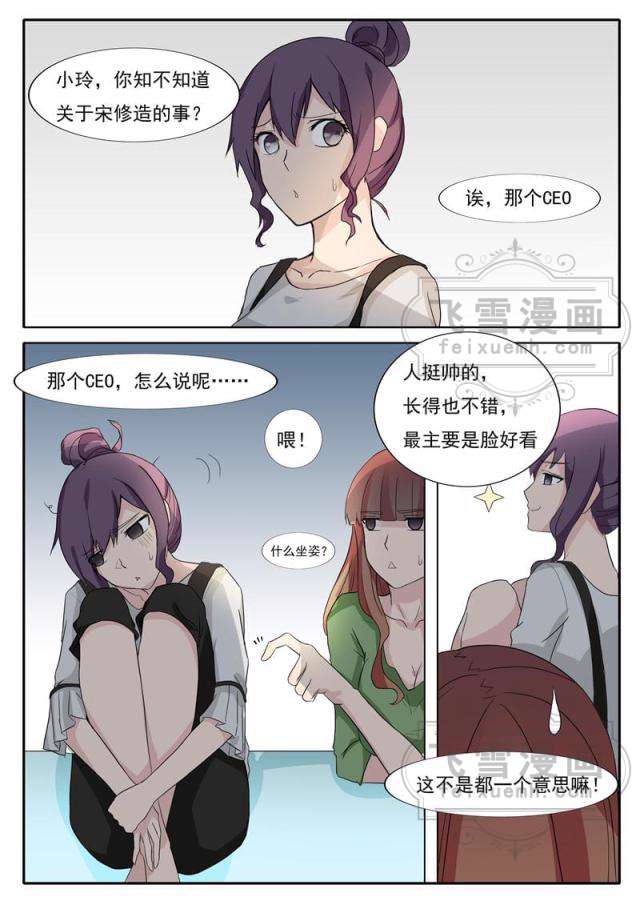 小玲，你知不知道
关于宋修造的事？
诶，那个CEO
飞雪漫画
feixuemh.com
那个CEO，怎么说呢……
喂！
人挺帅的，
长得也不错，
最主要是脸好看
什么坐姿？
飞雪漫画
feixuemh.com
这不是都一个意思嘛！